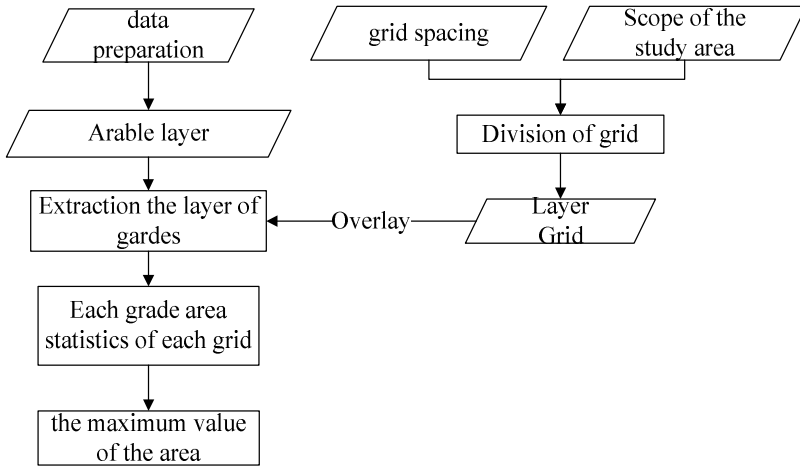 data
preparation
grid spacing
Scope of the
study area
Arable layer
Division of grid
Extraction the layer of
gardes
Overlay
Layer
Grid
Each grade area
statistics of each grid
the maximum value
of the area